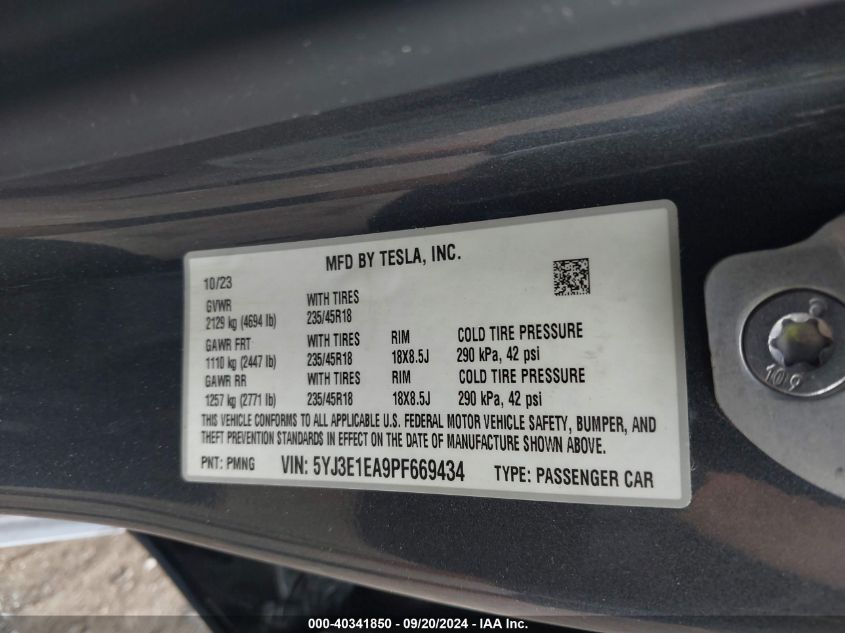 MFD BY TESLA, INC.
10/23
GVWR WITH TIRES
2129 kg (4694 lb) 235/45R18
GAWR FRT WITH TIRES RIM COLD TIRE PRESSURE
1110 kg (2447 lb) 235/45R18 18X8.5J 290 kPa, 42 psi
GAWR RR WITH TIRES RIM COLD TIRE PRESSURE
1257 kg (2771 lb) 235/45R18 18X8.5J 290 kPa, 42 psi
THIS VEHICLE CONFORMS TO ALL APPLICABLE U.S. FEDERAL MOTOR VEHICLE SAFETY, BUMPER, AND
THEFT PREVENTION STANDARDS IN EFFECT ON THE DATE OF MANUFACTURE SHOWN ABOVE.
PNT: PMNG VIN: 5YJ3E1EA9PF669434 TYPE: PASSENGER CAR
10.9
000-40341850 - 09/20/2024 - IAA Inc.